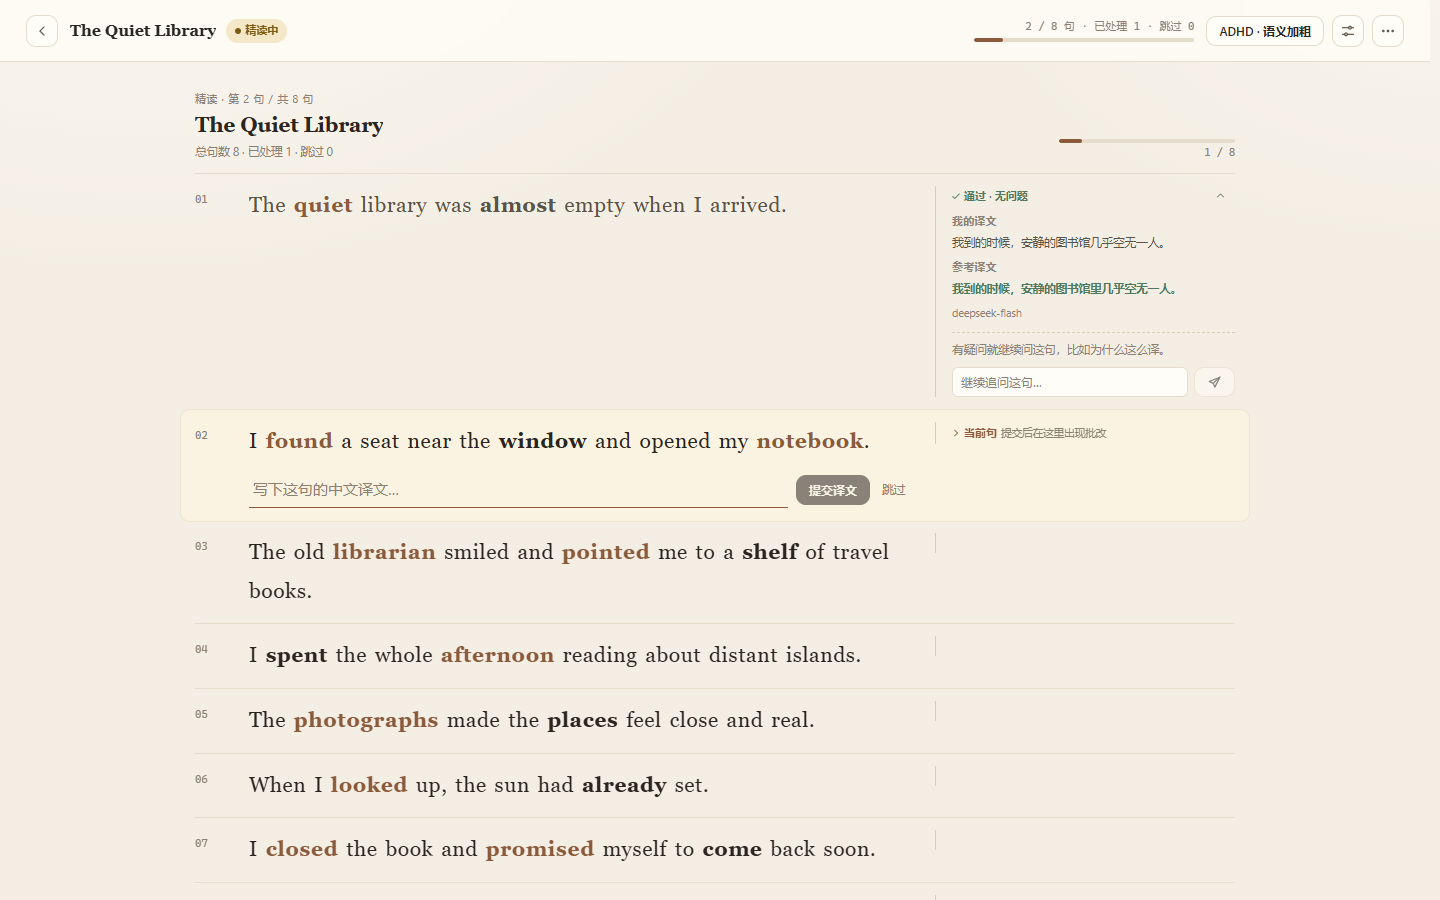 The Quiet Library
精读中
2 / 8 句 · 已处理 1 · 跳过 0
ADHD · 语义加粗
精读 · 第 2 句 / 共 8 句
The Quiet Library
总句数 8 · 已处理 1 · 跳过 0
1 / 8
01
The quiet library was almost empty when I arrived.
通过 · 无问题
我的译文
我到的时候，安静的图书馆几乎空无一人。
参考译文
我到的时候，安静的图书馆里几乎空无一人。
deepseek-flash
有疑问就继续问这句，比如为什么这么译。
继续追问这句...
02
I found a seat near the window and opened my notebook.
当前句 提交后在这里出现批改
写下这句的中文译文...
提交译文
跳过
03
The old librarian smiled and pointed me to a shelf of travel
books.
04
I spent the whole afternoon reading about distant islands.
05
The photographs made the places feel close and real.
06
When I looked up, the sun had already set.
07
I closed the book and promised myself to come back soon.